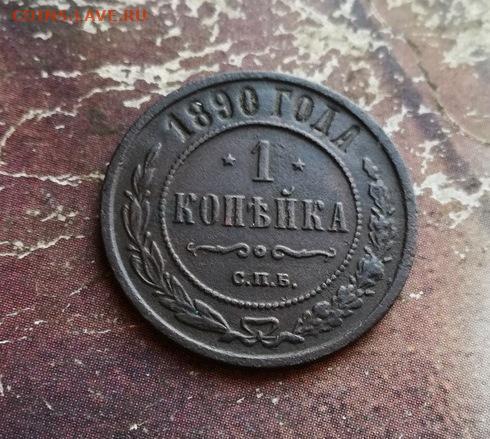 COINS.LAVE.RU
1890 ГОДА
1
КОПѢЙКА
С.П.Б.